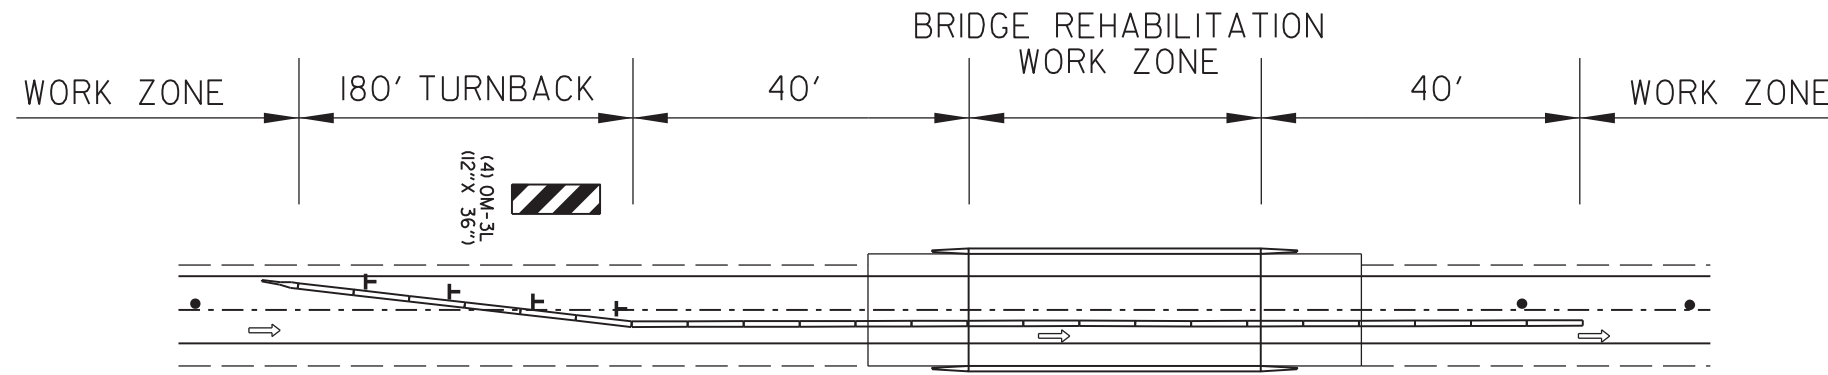 BRIDGE REHABILITATION
WORK ZONE
WORK ZONE
180' TURNBACK
40'
40'
WORK ZONE
(4) OM-3L
(12"X 36")